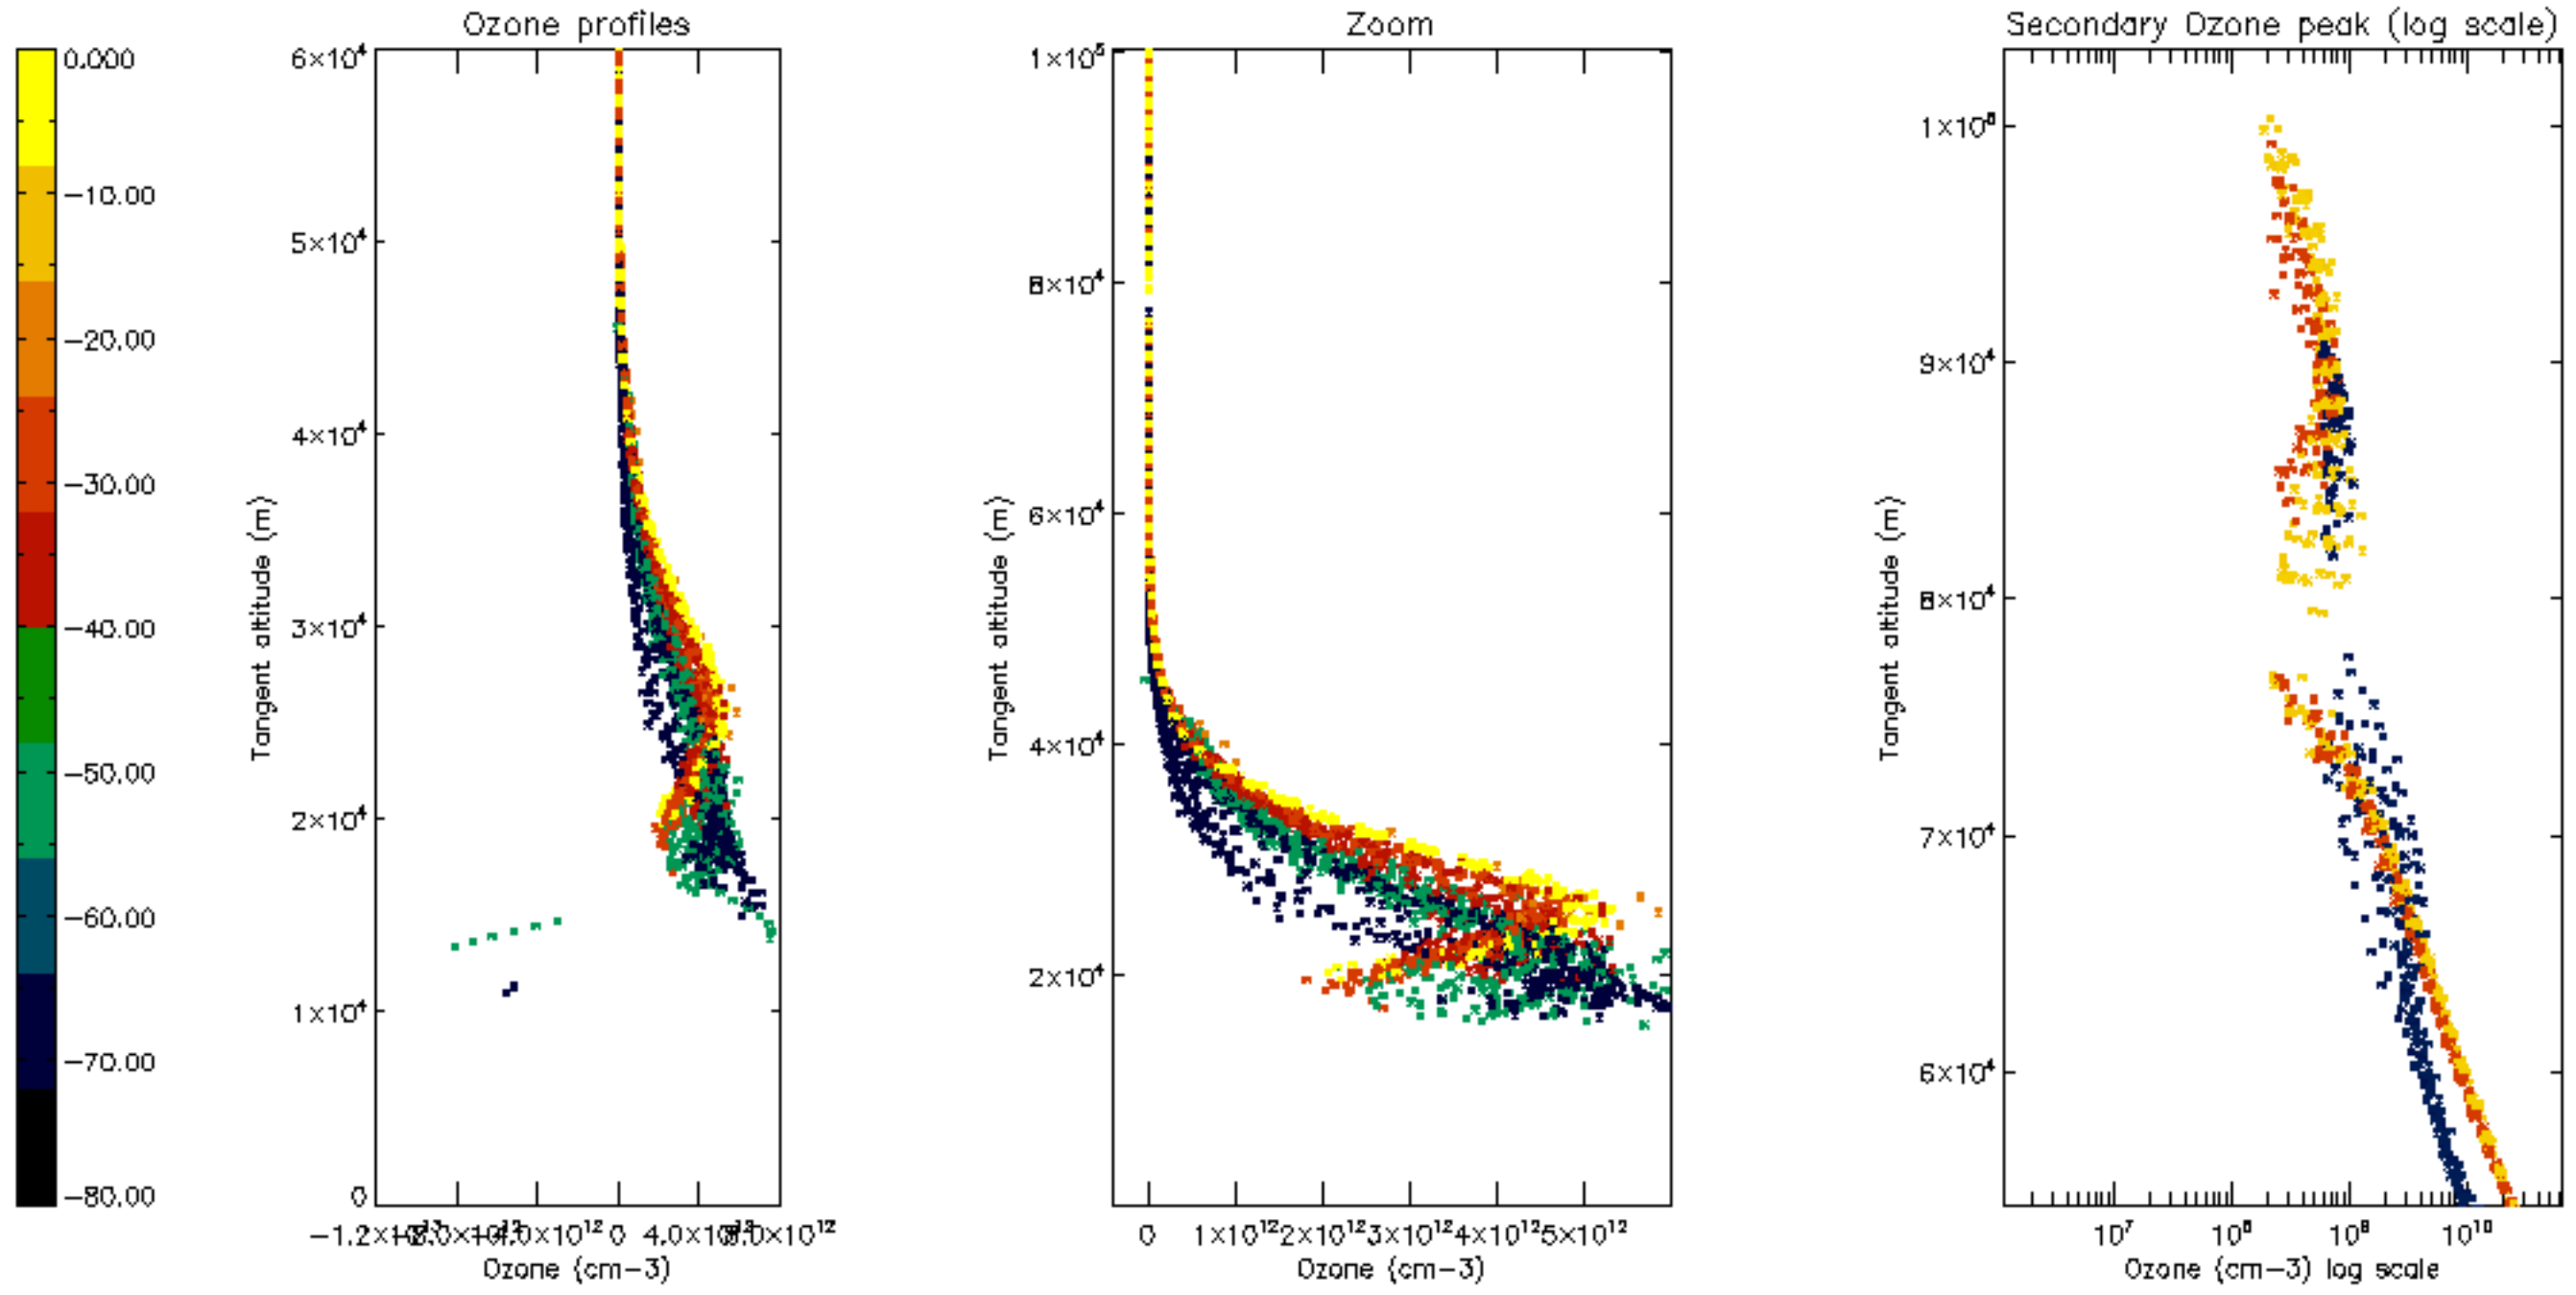 Ozone profiles
Zoom
Secondary Ozone peak (log scale)
0.000
−10.00
−20.00
−30.00
−40.00
−50.00
−60.00
−70.00
−80.00
6×10⁴
5×10⁴
4×10⁴
3×10⁴
2×10⁴
1×10⁴
0
Tangent altitude (m)
0
4.0×10¹²
Ozone (cm−3)
1×10⁵
8×10⁴
6×10⁴
4×10⁴
2×10⁴
Tangent altitude (m)
0 1×10¹² 2×10¹² 3×10¹² 4×10¹² 5×10¹²
Ozone (cm−3)
1×10⁵
9×10⁴
8×10⁴
7×10⁴
6×10⁴
Tangent altitude (m)
10⁷ 10⁸ 10⁹ 10¹⁰
Ozone (cm−3) log scale